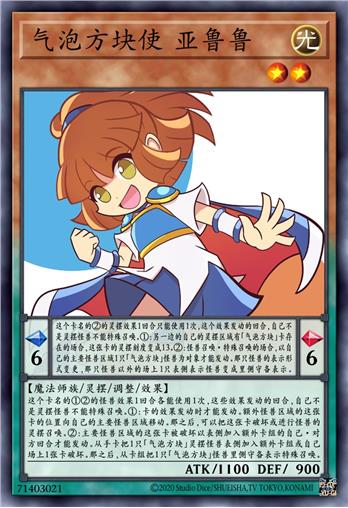 气泡方块使 亚鲁鲁
光
这个卡名的②的灵摆效果1回合只能使用1次,这个效果发动的回合,自己不
是灵摆怪兽不能特殊召唤。①:另一边的自己的灵摆区域有「气泡方块」卡存
在的场合,这张卡的灵摆刻度变成13。②:怪兽召唤·特殊召唤的场合,以自
己的主要怪兽区域1只「气泡方块」怪兽为对象才能发动。那只怪兽的表示形
式变更,那只怪兽以外的场上1只表侧表示怪兽变成里侧守备表示。
6
6
【魔法师族/灵摆/调整/效果】
这个卡名的①②的怪兽效果1回合各能使用1次,这些效果发动的回合,自己不
是灵摆怪兽不能特殊召唤。①:卡的效果发动时才能发动。额外怪兽区域的这张
卡的位置向自己的主要怪兽区域移动。那之后,可以把这张卡破坏或进行怪兽的
灵摆召唤。②:主要怪兽区域的这张卡被破坏以表侧加入额外卡组的自己·对
方回合才能发动。从手卡把1只「气泡方块」灵摆怪兽表侧加入额外卡组或自己
场上1张卡破坏。那之后,从卡组把1只「气泡方块」怪兽里侧守备表示特殊召唤。
ATK/1100 DEF/ 900
71403021
©2020 Studio Dice/SHUEISHA,TV TOKYO,KONAMI